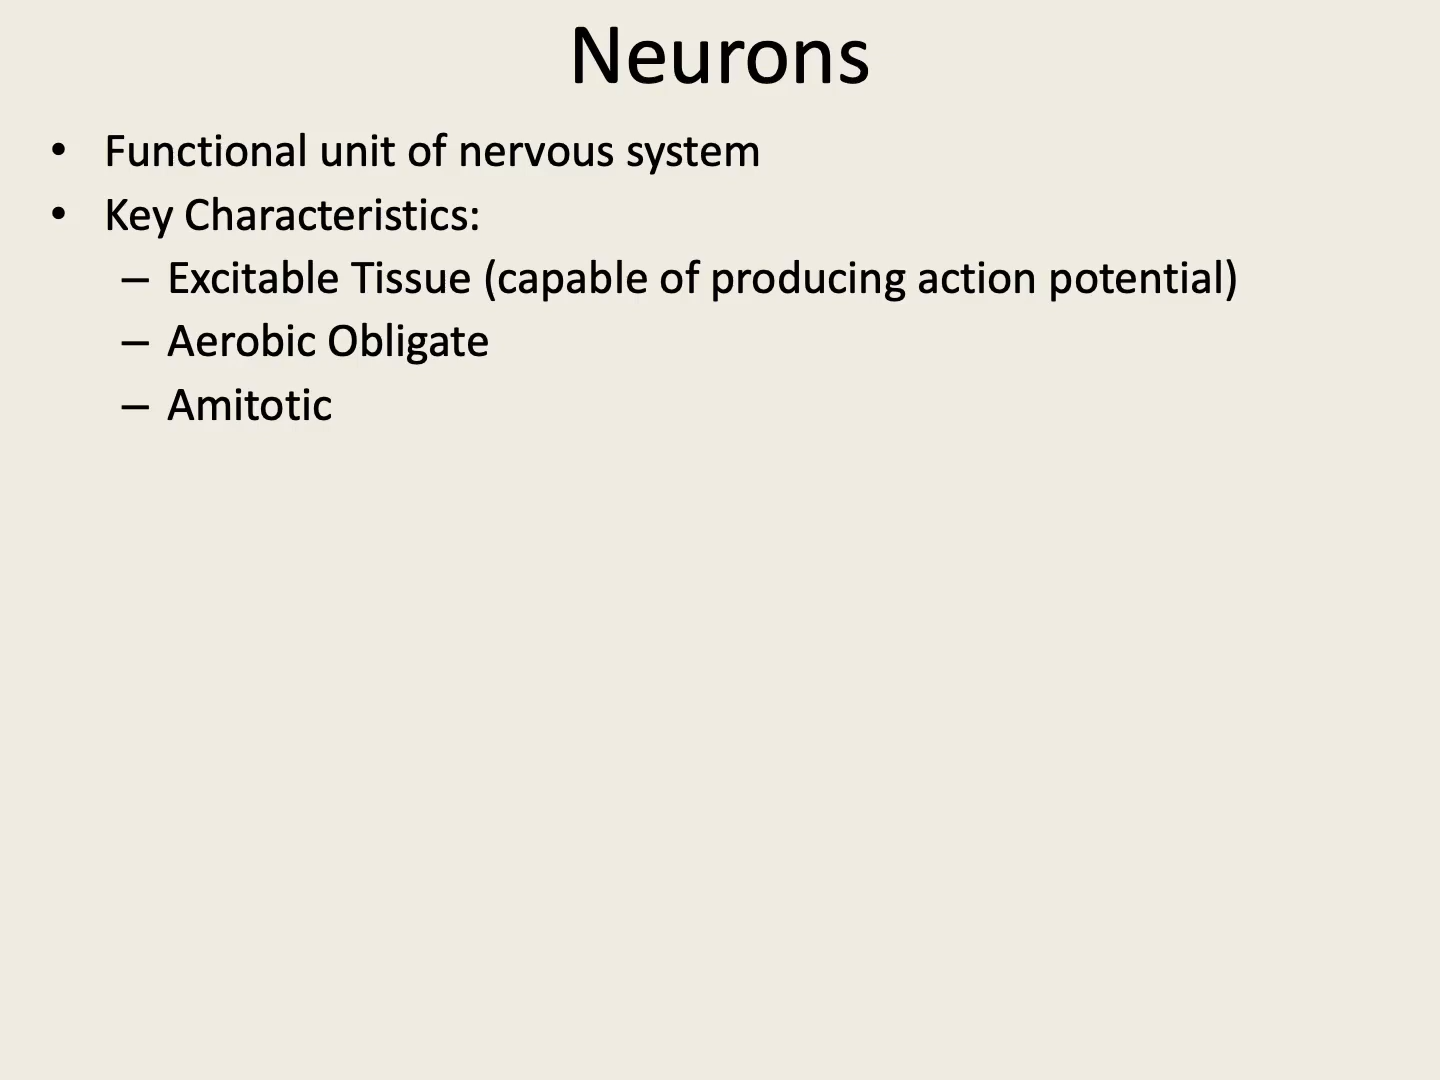 Neurons
• Functional unit of nervous system
• Key Characteristics:
– Excitable Tissue (capable of producing action potential)
– Aerobic Obligate
– Amitotic